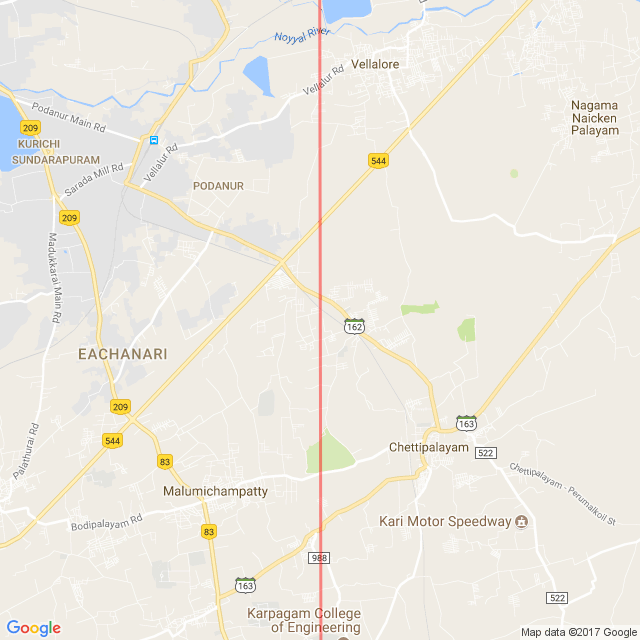 Noyyal River
Vellalore
Vellalur Rd
Nagama
Naicken
Palayam
Podanur Main Rd
209
KURICHI
SUNDARAPURAM
Vellalur Rd
544
Sarada Mill Rd
PODANUR
209
Madukkarai Main Rd
162
EACHANARI
209
163
544
Chettipalayam
522
83
Palathurai Rd
Malumichampatty
Chettipalayam - Perumalkoil St
Bodipalayam Rd
Kari Motor Speedway
83
988
163
522
Karpagam College
of Engineering
Google
Map data ©2017 Google